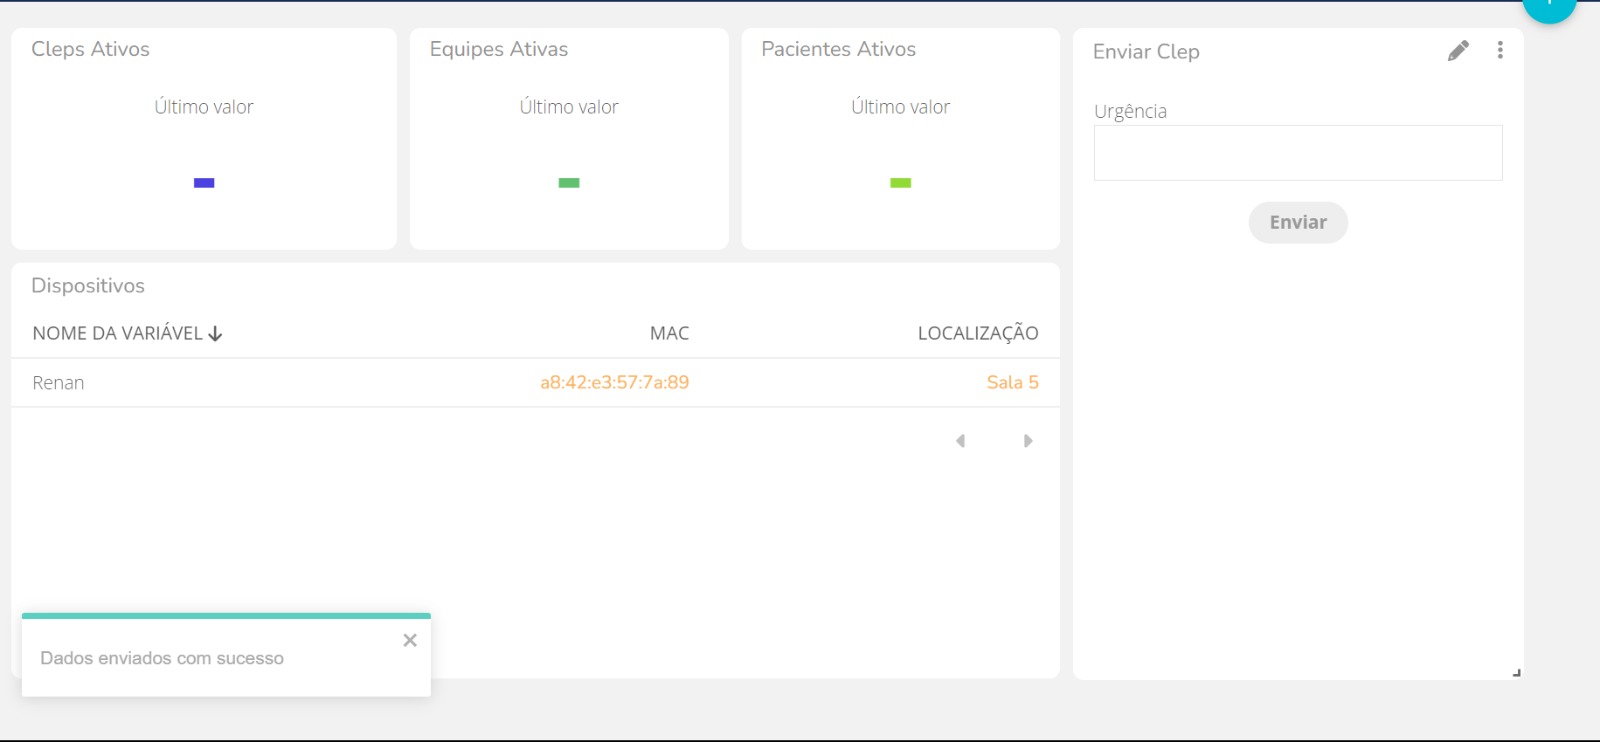 Cleps Ativos
Último valor
Equipes Ativas
Último valor
Pacientes Ativos
Último valor
Enviar Clep
Urgência
Enviar
Dispositivos
NOME DA VARIÁVEL MAC LOCALIZAÇÃO
Renan a8:42:e3:57:7a:89 Sala 5
Dados enviados com sucesso